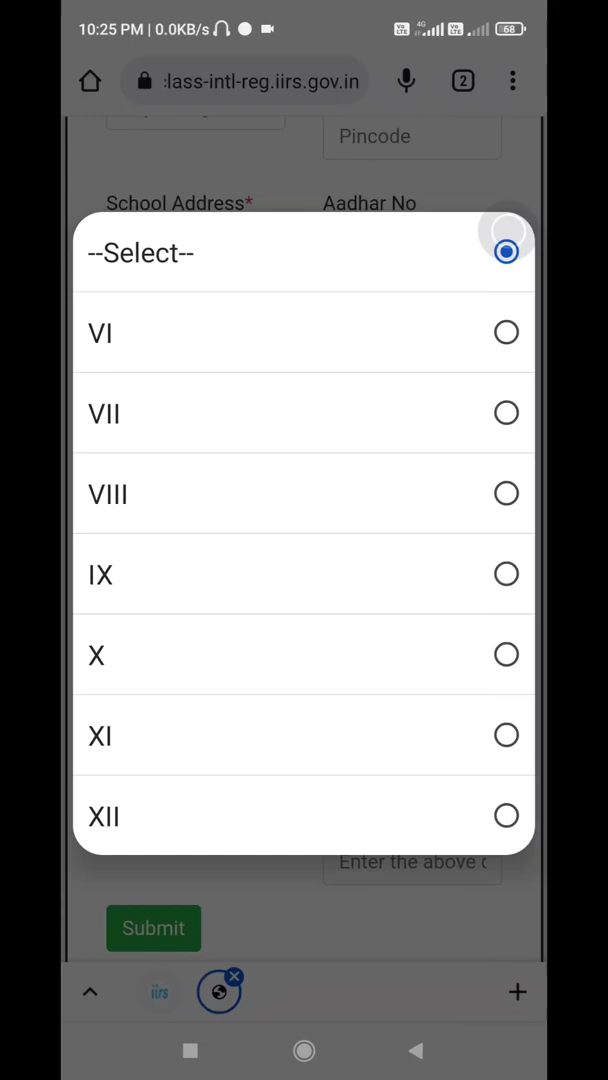 10:25 PM | 0.0KB/s
4G
68
:lass-intl-reg.iirs.gov.in
2
Pincode
School Address*
Aadhar No
--Select--
VI
VII
VIII
IX
X
XI
XII
Enter the above c
Submit
iirs